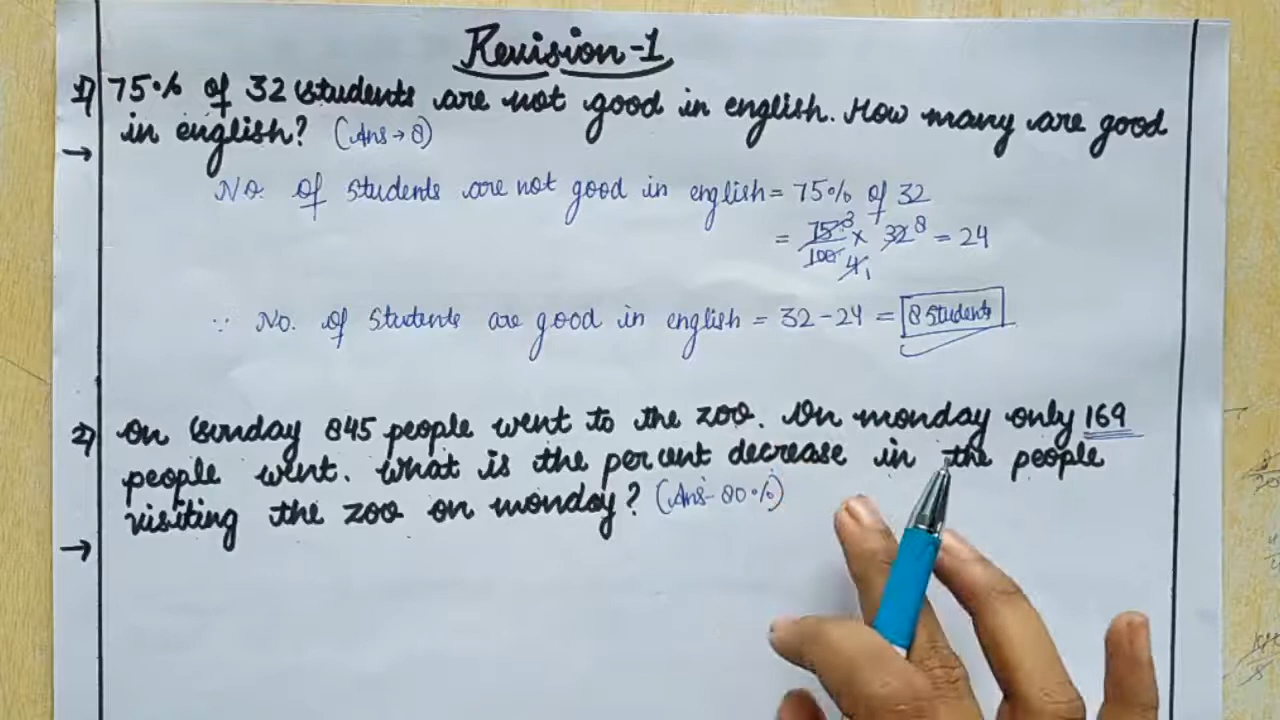 Revision-1
1) 75% of 32 students are not good in english. How many are good
in english? (Ans → 8)
→
No. of students are not good in english = 75% of 32
= 75 3 / 100 4 1 × 32 8 = 24
∵ No. of students are good in english = 32 - 24 = 8 students
2) On sunday 845 people went to the zoo. On monday only 169
people went. What is the percent decrease in the people
visiting the zoo on monday? (Ans - 80%)
→